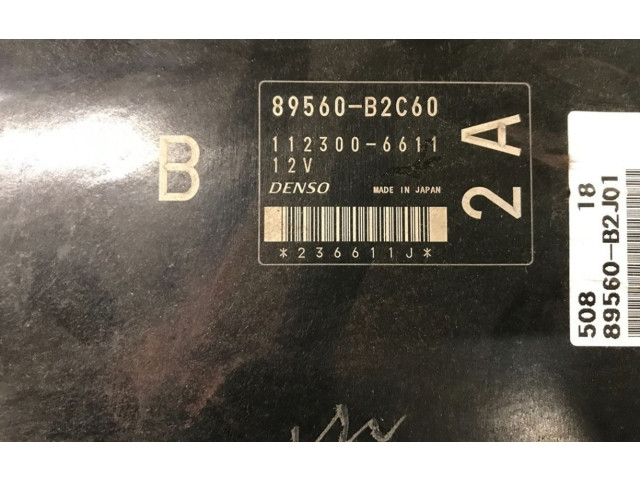 B
89560-B2C60
112300-6611
12V
DENSO MADE IN JAPAN
*236611J*
2A
508 18
89560-B2J01